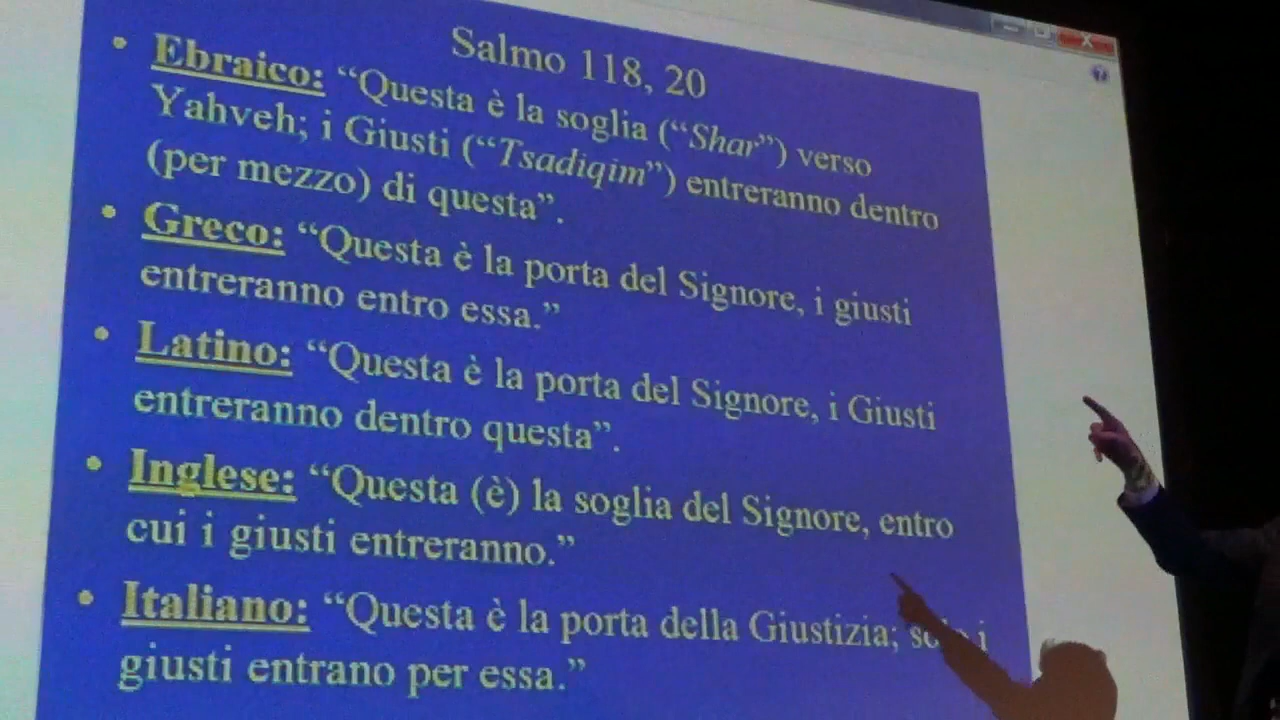 Salmo 118, 20
• Ebraico: “Questa è la soglia (“Shar”) verso
Yahveh; i Giusti (“Tsadiqim”) entreranno dentro
(per mezzo) di questa”.
• Greco: “Questa è la porta del Signore, i giusti
entreranno entro essa.”
• Latino: “Questa è la porta del Signore, i Giusti
entreranno dentro questa”.
• Inglese: “Questa (è) la soglia del Signore, entro
cui i giusti entreranno.”
• Italiano: “Questa è la porta della Giustizia; i
giusti entrano per essa.”